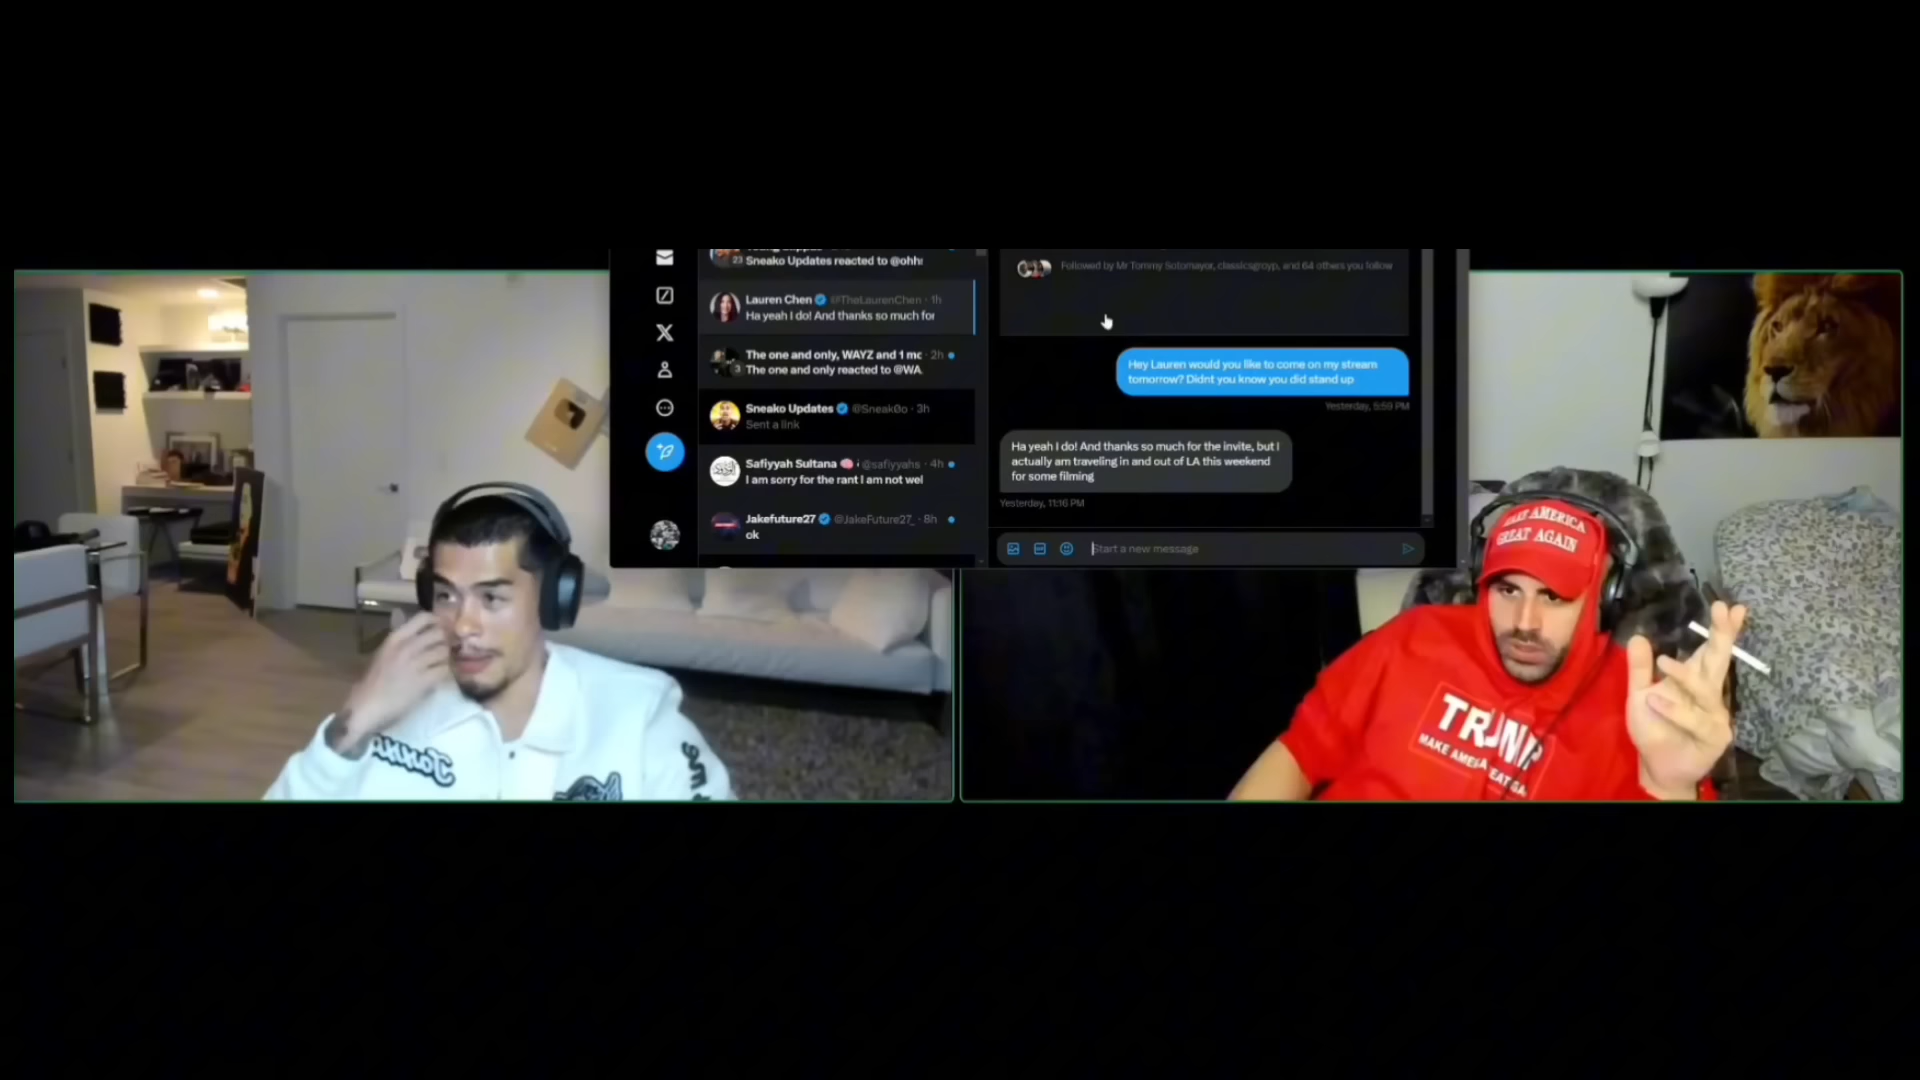 23 Sneako Updates reacted to @ohh
Lauren Chen @TheLaurenChen · 1h
Ha yeah I do! And thanks so much for
The one and only, WAYZ and 1 mc · 2h
3 The one and only reacted to @WA
Sneako Updates @Sneak0o · 3h
Sent a link
Safiyyah Sultana @safiyyahs · 4h
I am sorry for the rant I am not wel
Jakefuture27 @JakeFuture27_ · 8h
ok
Followed by Mr Tommy Sotomayor, classicsgroyp, and 64 others you follow
Hey Lauren would you like to come on my stream
tomorrow? Didnt you know you did stand up
Yesterday, 5:59 PM
Ha yeah I do! And thanks so much for the invite, but I
actually am traveling in and out of LA this weekend
for some filming
Yesterday, 11:16 PM
Start a new message
AMERICA
GREAT AGAIN
TRUMP
MAKE AMERICA